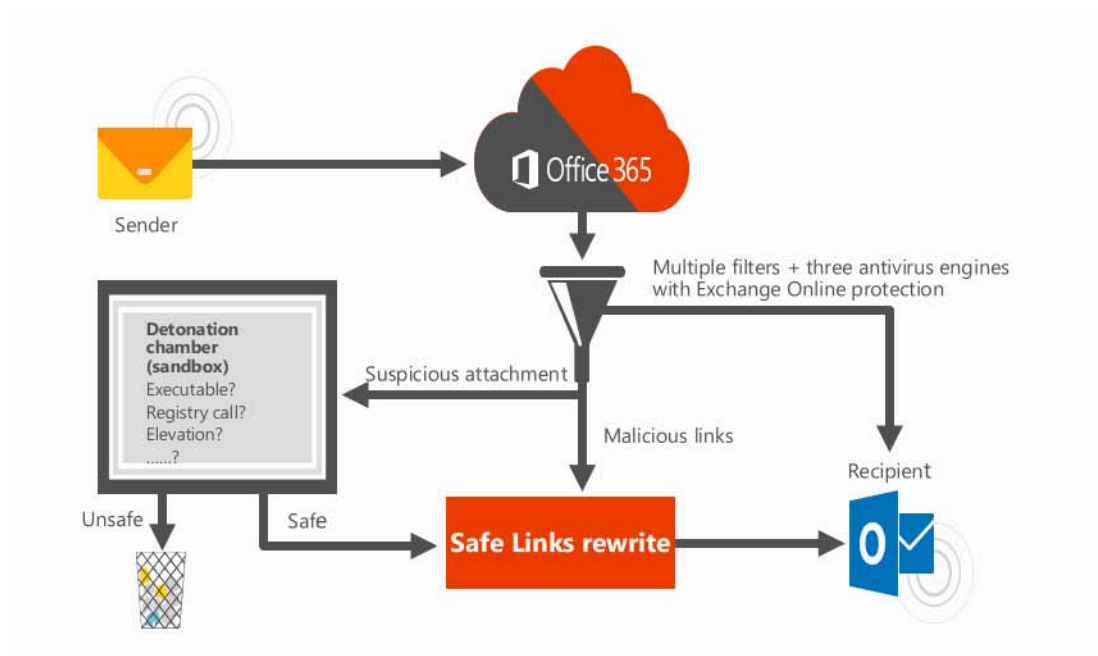 Office 365
Sender
Multiple filters + three antivirus engines
with Exchange Online protection
Detonation
chamber
(sandbox)
Executable?
Registry call?
Elevation?
......?
Suspicious attachment
Malicious links
Recipient
Unsafe
Safe
Safe Links rewrite
O